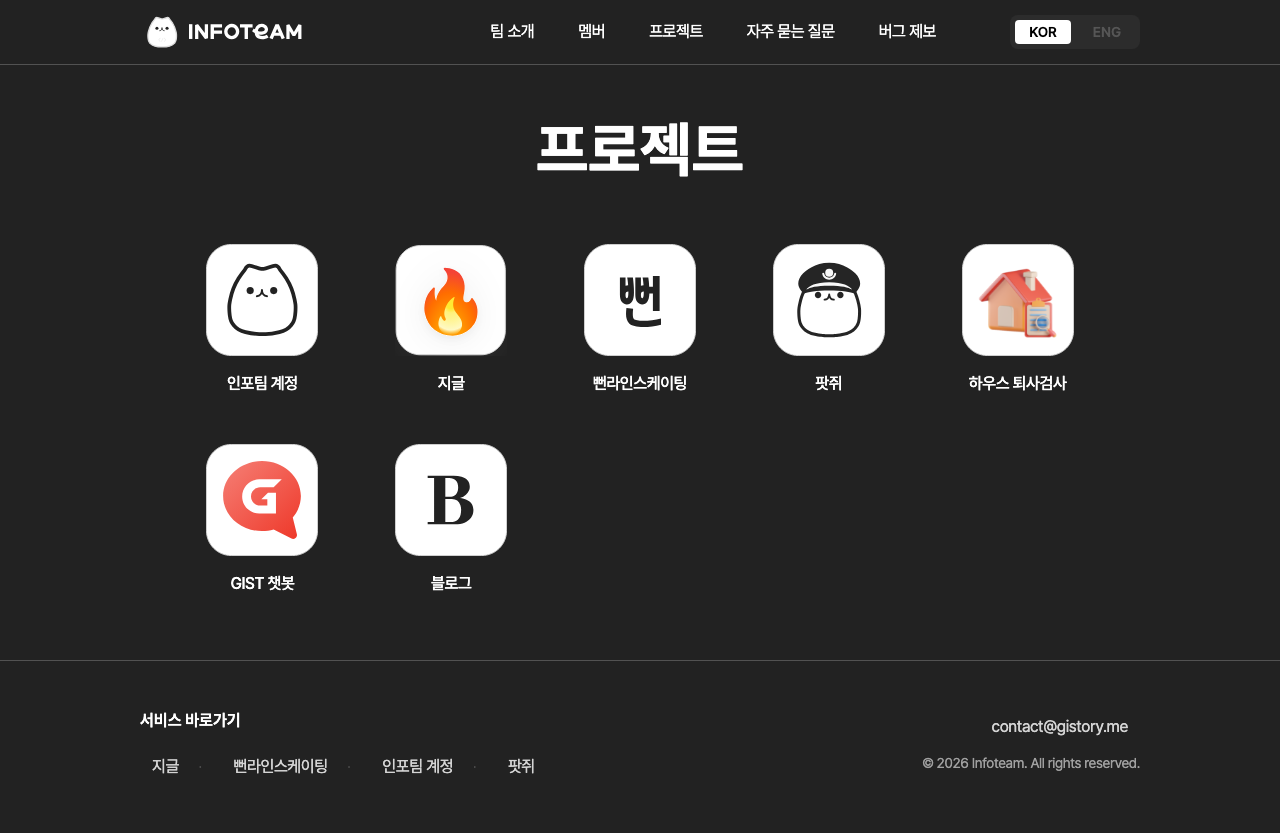 INFOTEAM
팀 소개
멤버
프로젝트
자주 묻는 질문
버그 제보
KOR
ENG
프로젝트
뻔
인포팀 계정
지글
뻔라인스케이팅
팟쥐
하우스 퇴사검사
G
B
GIST 챗봇
블로그
서비스 바로가기
contact@gistory.me
지글 · 뻔라인스케이팅 · 인포팀 계정 · 팟쥐
© 2026 Infoteam. All rights reserved.